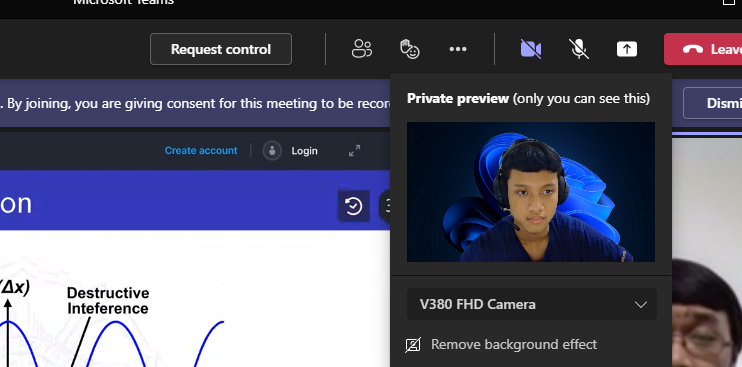 Microsoft Teams
Request control
Leav
. By joining, you are giving consent for this meeting to be recor
Dismi
Private preview (only you can see this)
Create account
Login
on
(Δx)
Destructive
Inteference
V380 FHD Camera
Remove background effect